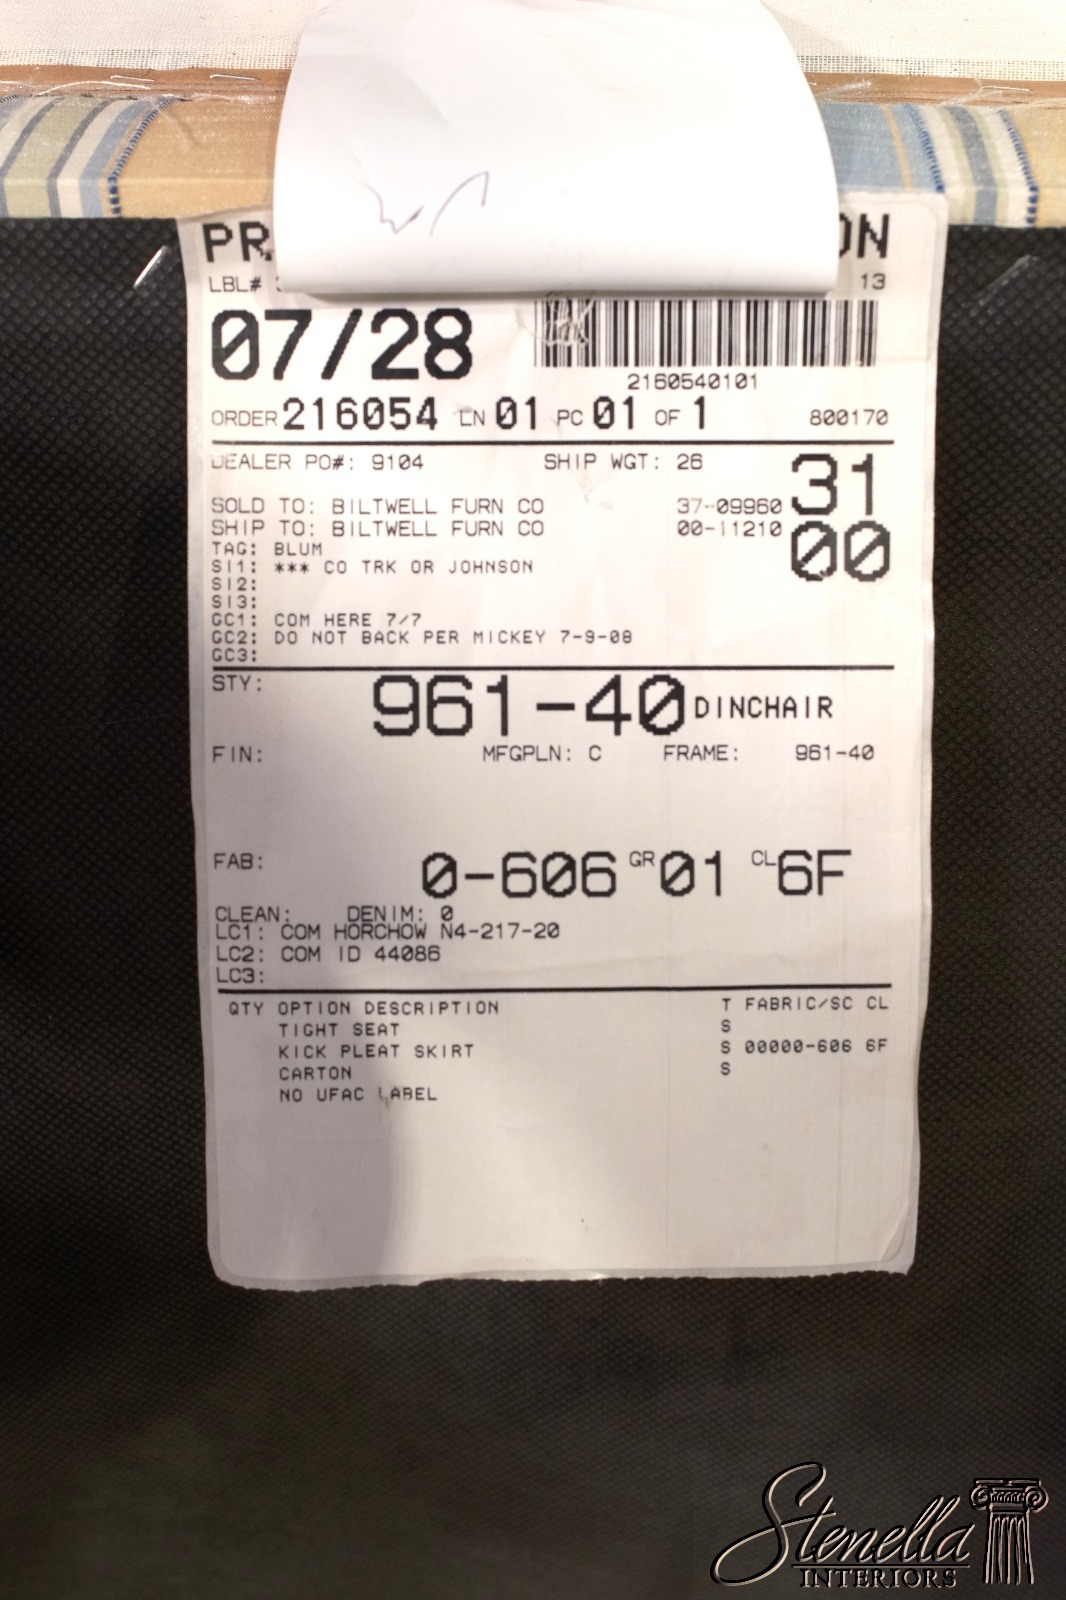 LBL#
13
07/28
2160540101
ORDER 216054 LN 01 PC 01 OF 1 800170
DEALER PO#: 9104 SHIP WGT: 26
31
SOLD TO: BILTWELL FURN CO 37-09960
SHIP TO: BILTWELL FURN CO 00-11210
00
TAG: BLUM
SI1: *** CO TRK OR JOHNSON
SI2:
SI3:
GC1: COM HERE 7/7
GC2: DO NOT BACK PER MICKEY 7-9-08
GC3:
STY: 961-40 DINCHAIR
FIN: MFGPLN: C FRAME: 961-40
FAB: 0-606 GR 01 CL 6F
CLEAN: DENIM: 0
LC1: COM HORCHOW N4-217-20
LC2: COM ID 44086
LC3:
QTY OPTION DESCRIPTION T FABRIC/SC CL
TIGHT SEAT S
KICK PLEAT SKIRT S 00000-606 6F
CARTON S
NO UFAC LABEL
Stenella
INTERIORS